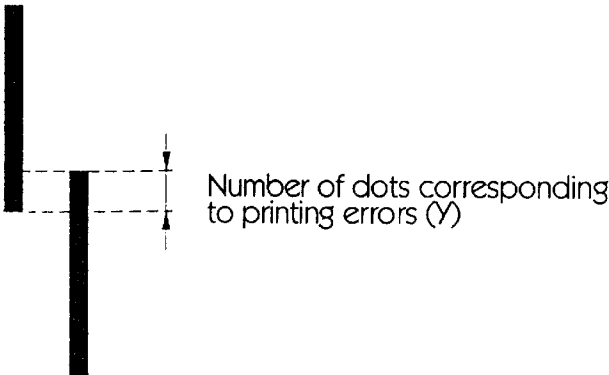 Number of dots corresponding
to printing errors (Y)